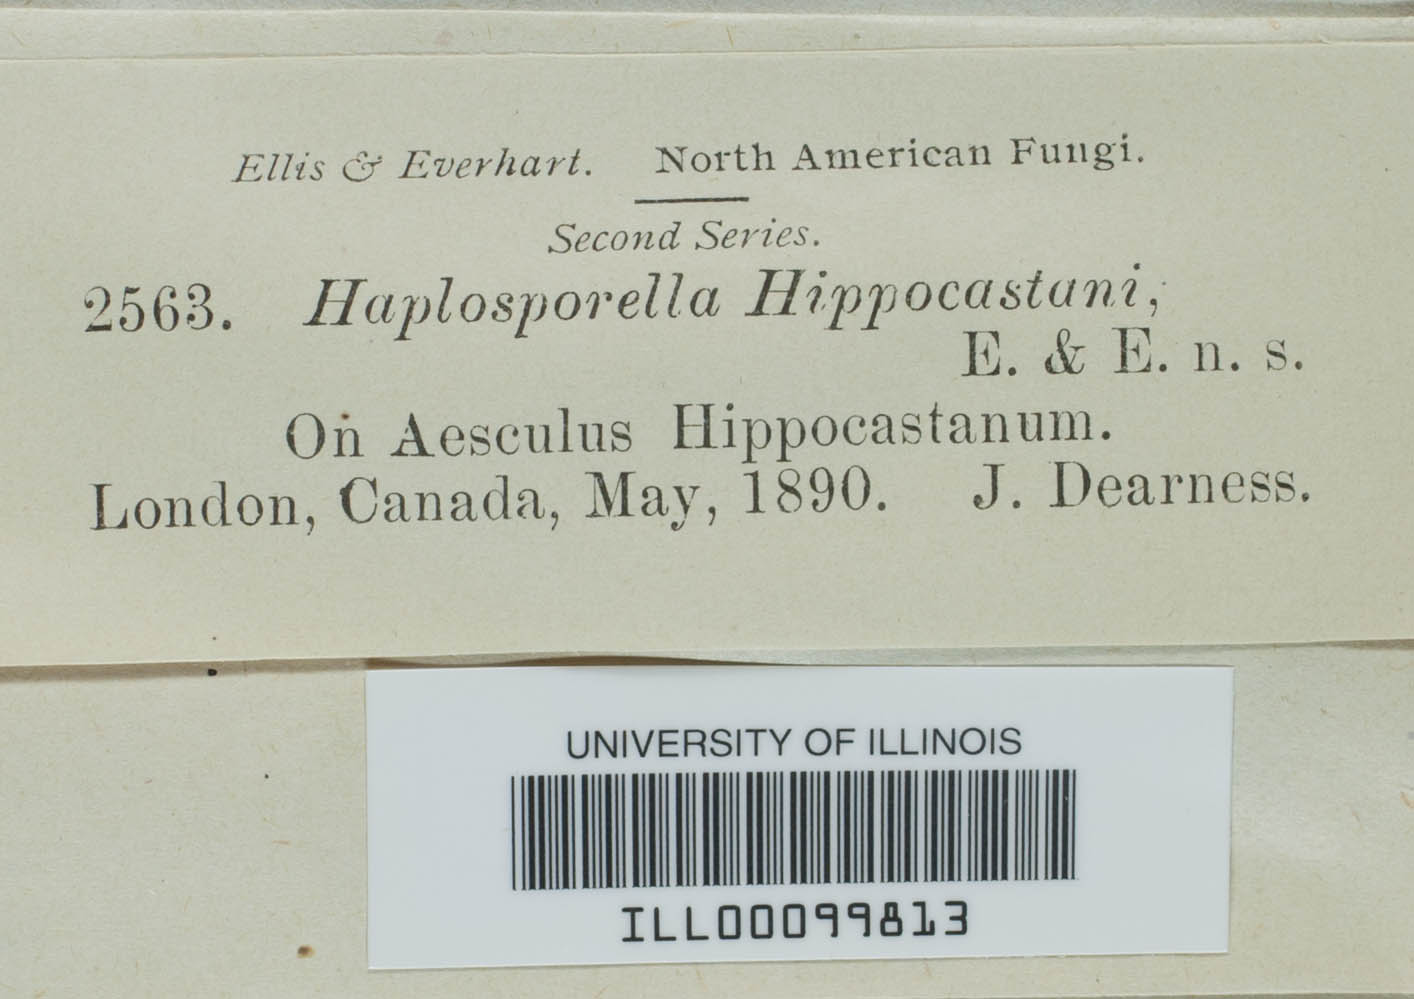 Ellis & Everhart. North American Fungi.
Second Series.
2563. Haplosporella Hippocastani,
E. & E. n. s.
On Aesculus Hippocastanum.
London, Canada, May, 1890. J. Dearness.
UNIVERSITY OF ILLINOIS
ILL00099813